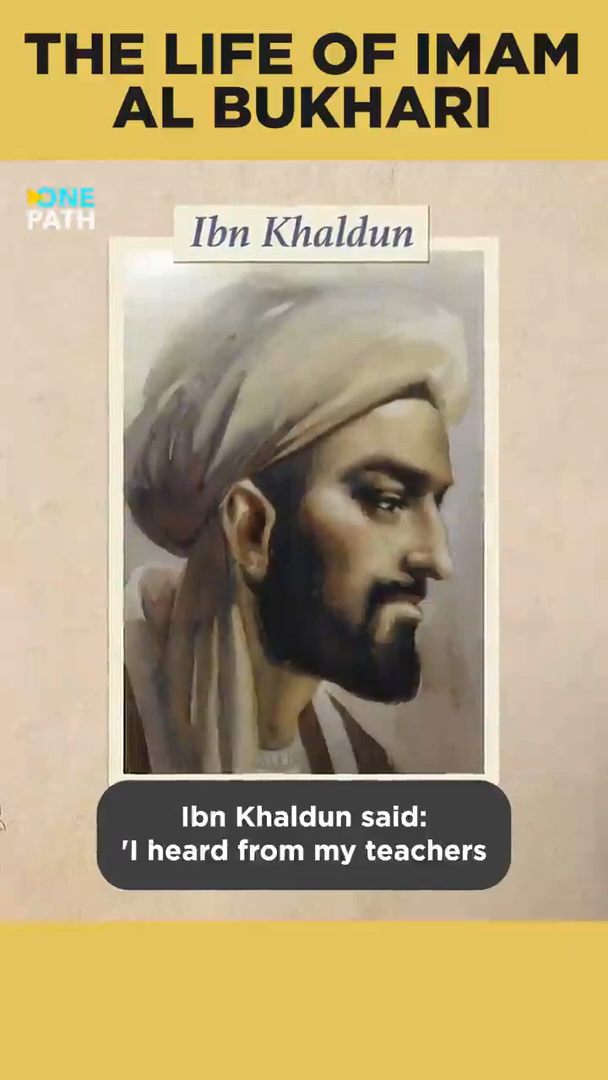 THE LIFE OF IMAM
AL BUKHARI
ONE
PATH
Ibn Khaldun
Ibn Khaldun said:
'I heard from my teachers